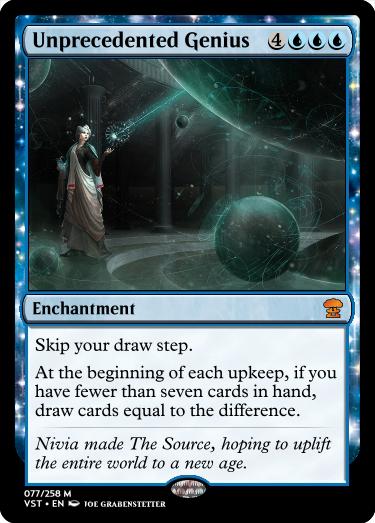 Unprecedented Genius 4
Enchantment
Skip your draw step.
At the beginning of each upkeep, if you
have fewer than seven cards in hand,
draw cards equal to the difference.
Nivia made The Source, hoping to uplift
the entire world to a new age.
077/258 M
VST • EN JOE GRABENSTETTER